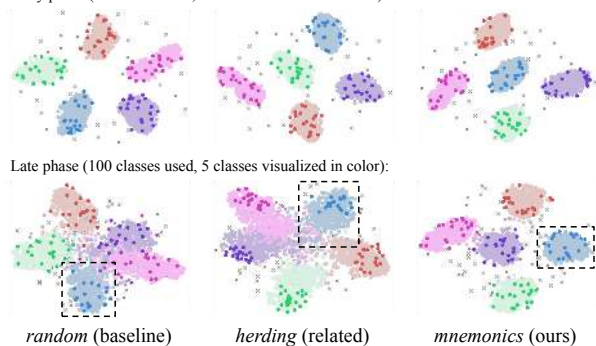 Late phase (100 classes used, 5 classes visualized in color):
random (baseline) herding (related) mnemonics (ours)